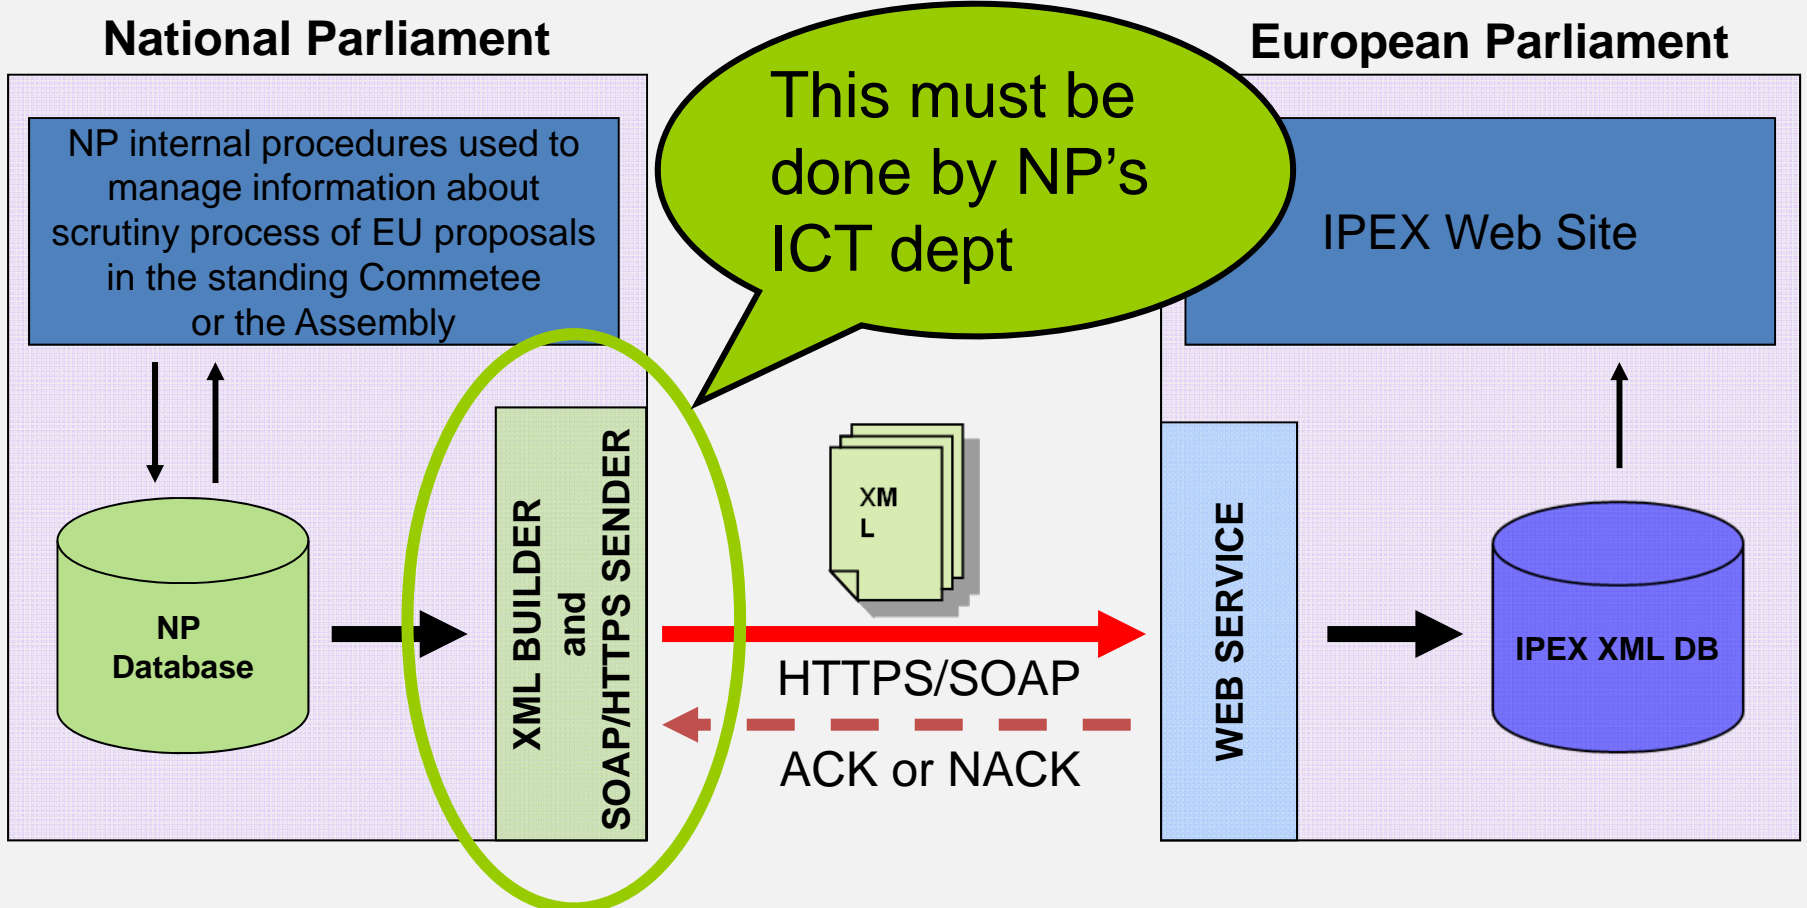 National Parliament
NP internal procedures used to
manage information about
scrutiny process of EU proposals
in the standing Commetee
or the Assembly
NP
Database
XML BUILDER
and
SOAP/HTTPS SENDER
This must be
done by NP’s
ICT dept
XM
L
HTTPS/SOAP
ACK or NACK
European Parliament
IPEX Web Site
WEB SERVICE
IPEX XML DB